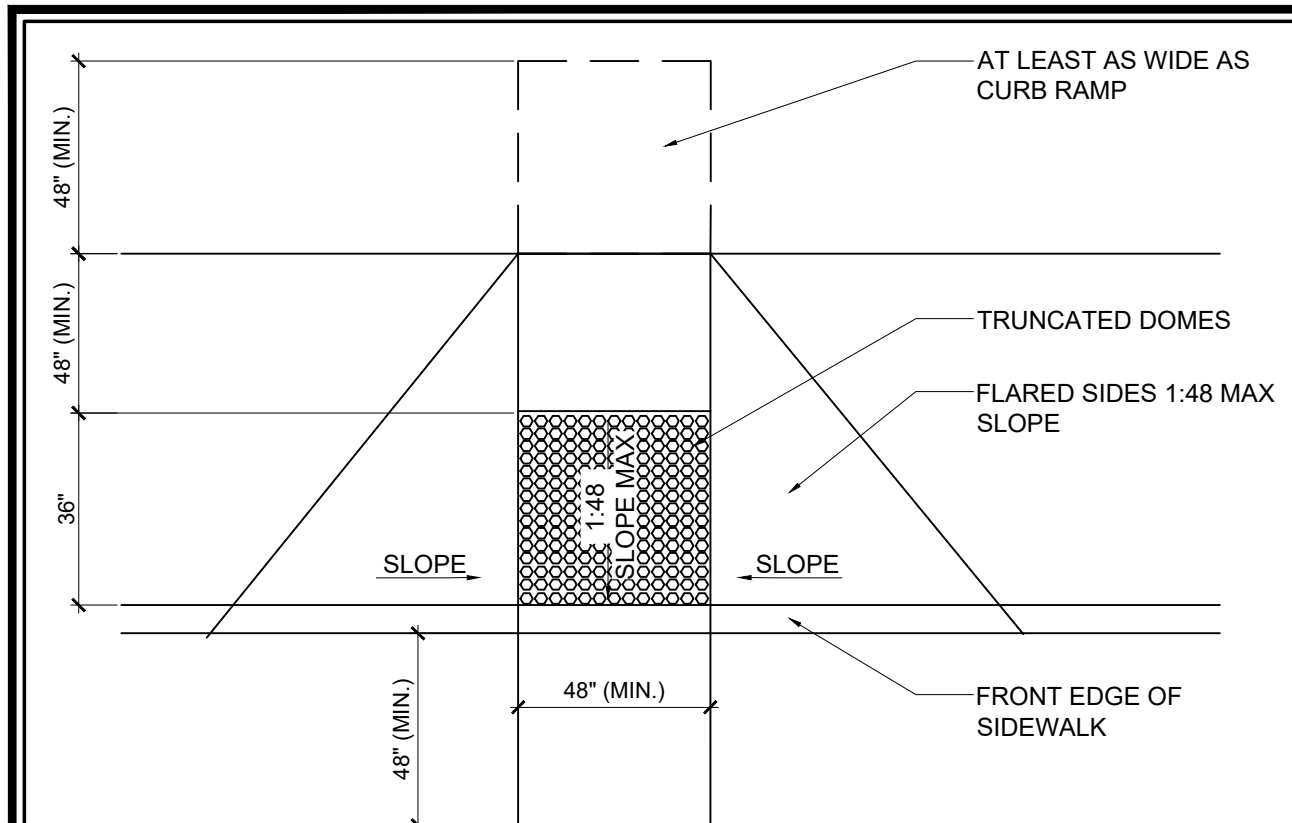 AT LEAST AS WIDE AS
CURB RAMP
48" (MIN.)
48" (MIN.)
TRUNCATED DOMES
FLARED SIDES 1:48 MAX
SLOPE
36"
1:48
SLOPE MAX
SLOPE
SLOPE
48" (MIN.)
48" (MIN.)
FRONT EDGE OF
SIDEWALK